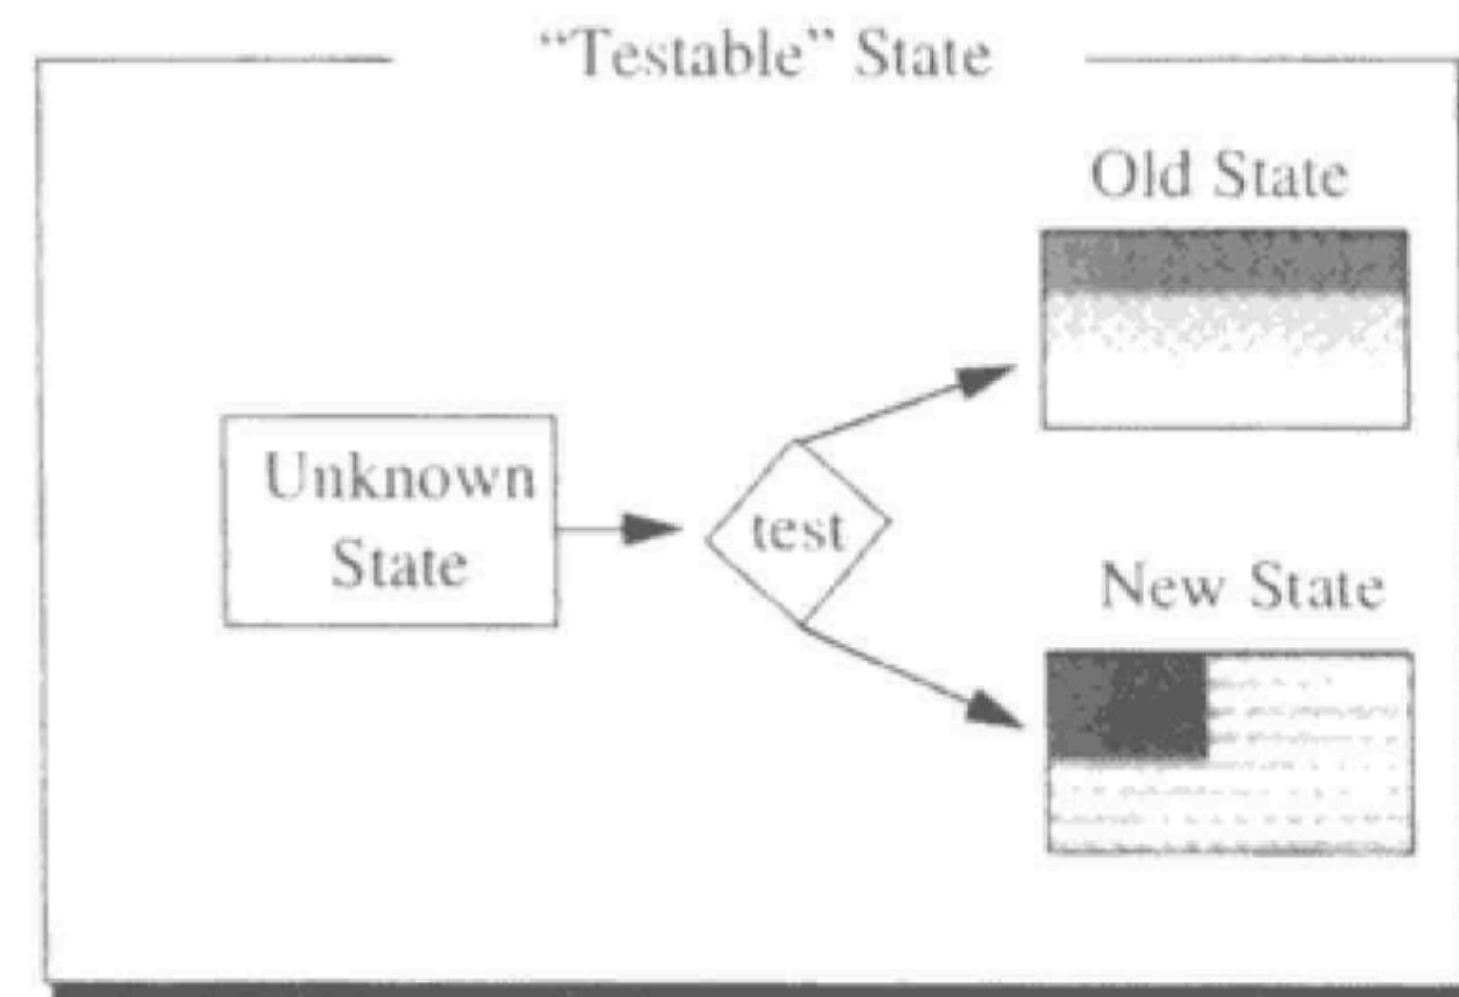 “Testable” State
Old State
Unknown
State
test
New State